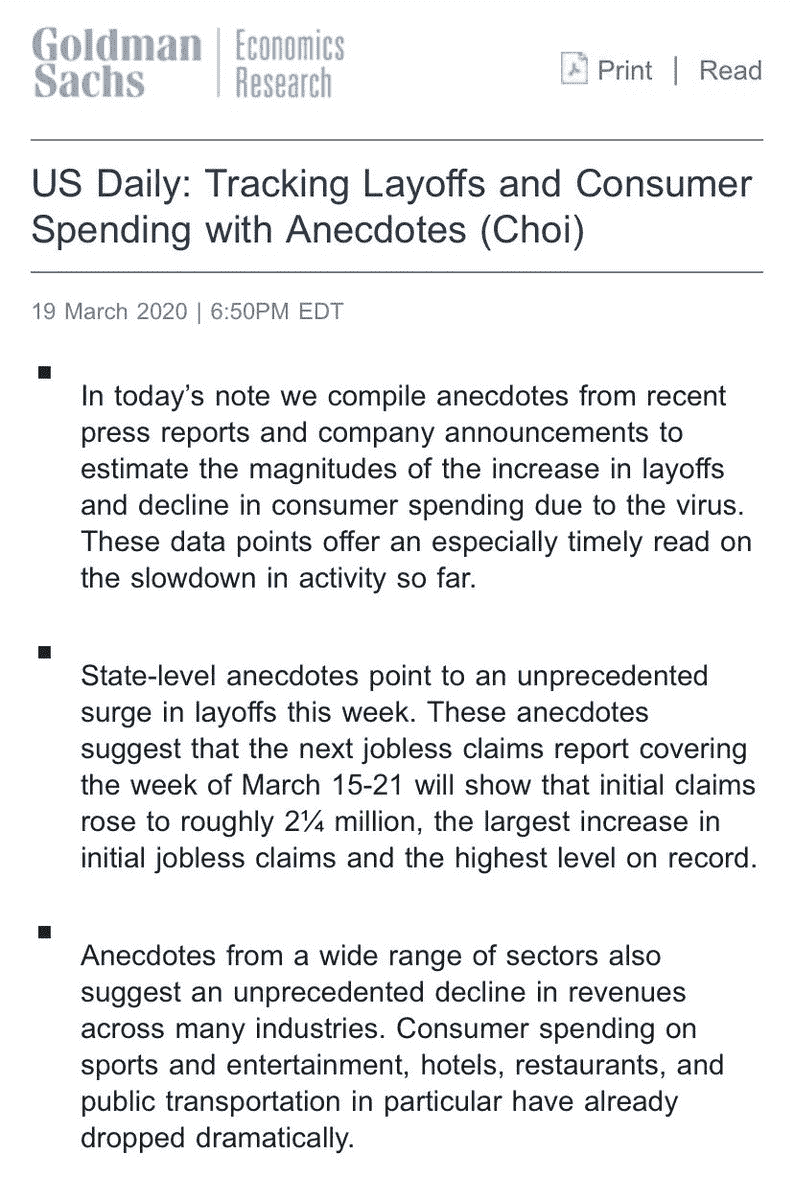 Goldman Sachs | Economics Research
Print | Read
US Daily: Tracking Layoffs and Consumer
Spending with Anecdotes (Choi)
19 March 2020 | 6:50PM EDT
■ In today’s note we compile anecdotes from recent
press reports and company announcements to
estimate the magnitudes of the increase in layoffs
and decline in consumer spending due to the virus.
These data points offer an especially timely read on
the slowdown in activity so far.
■ State-level anecdotes point to an unprecedented
surge in layoffs this week. These anecdotes
suggest that the next jobless claims report covering
the week of March 15-21 will show that initial claims
rose to roughly 2¼ million, the largest increase in
initial jobless claims and the highest level on record.
■ Anecdotes from a wide range of sectors also
suggest an unprecedented decline in revenues
across many industries. Consumer spending on
sports and entertainment, hotels, restaurants, and
public transportation in particular have already
dropped dramatically.